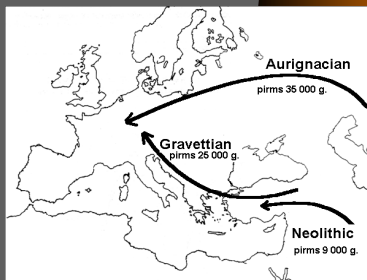 Aurignacian
pirms 35 000 g.
Gravettian
pirms 25 000 g.
Neolithic
pirms 9 000 g.